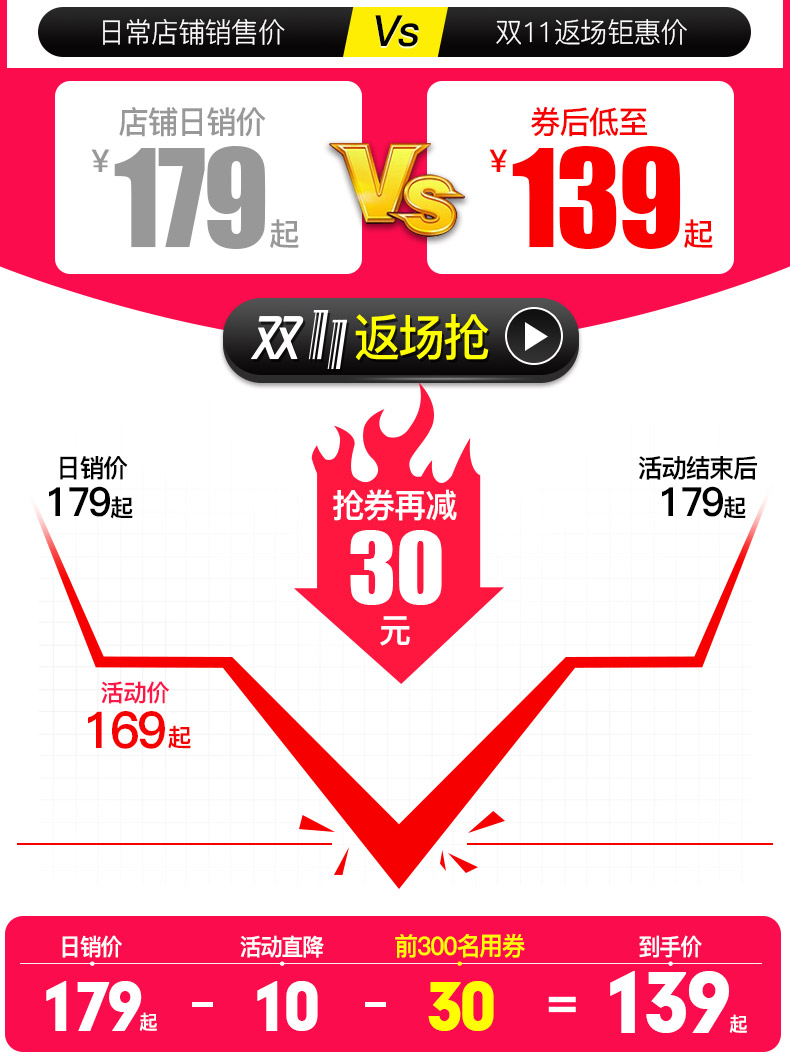 日常店铺销售价 Vs 双11返场钜惠价
店铺日销价
¥179起
Vs
券后低至
¥139起
双11返场抢
日销价
179起
抢券再减
30
元
活动结束后
179起
活动价
169起
日销价 活动直降 前300名用券 到手价
179起 - 10 - 30 = 139起